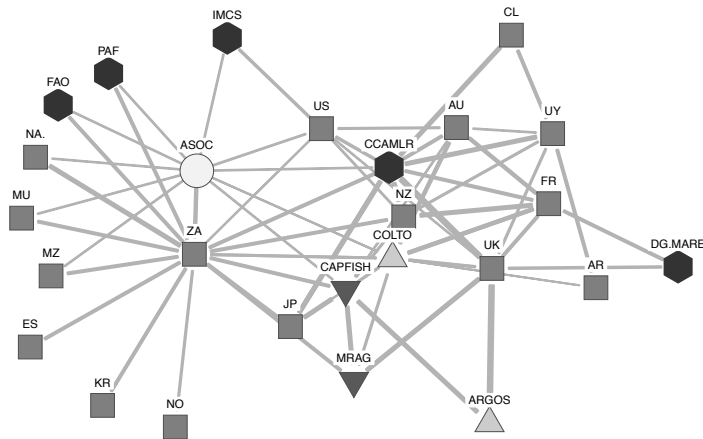 CL
IMCS
PAF
FAO
US
AU
UY
NA.
ASOC
CCAMLR
MU
NZ
FR
ZA
COLTO
UK
DG.MARE
MZ
CAPFISH
AR
JP
ES
MRAG
KR
NO
ARGOS